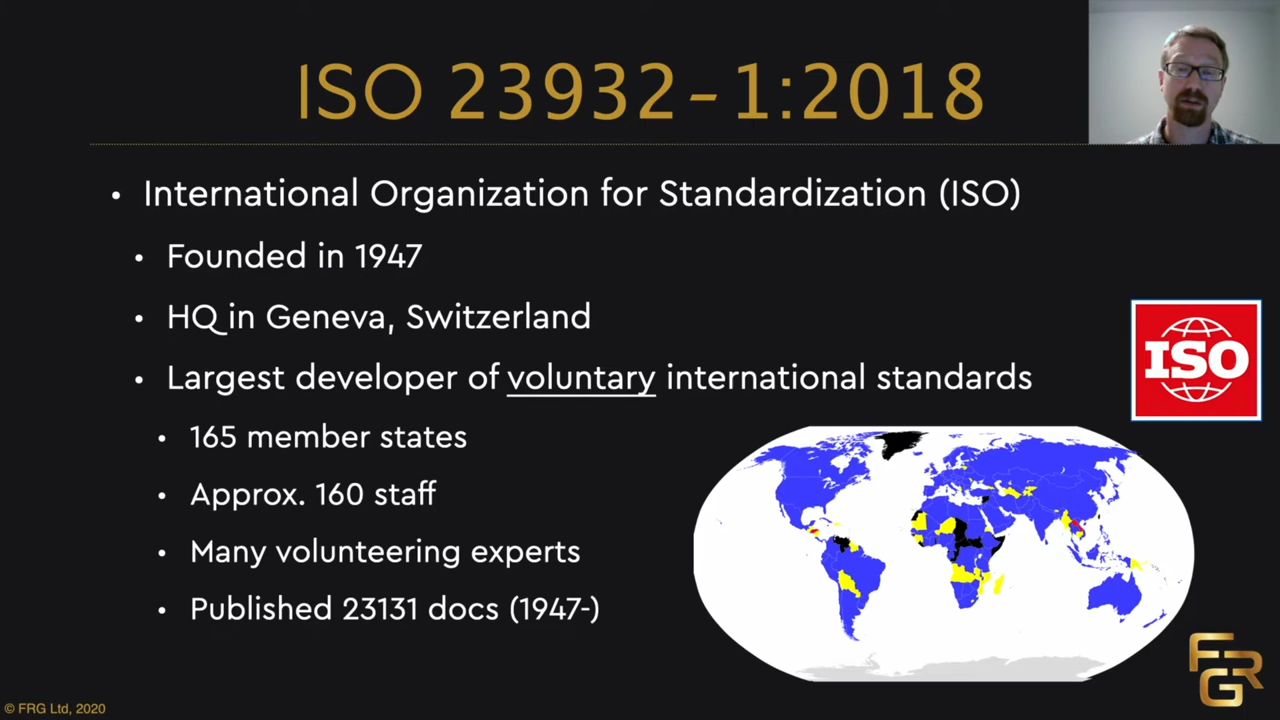 ISO 23932-1:2018
• International Organization for Standardization (ISO)
• Founded in 1947
• HQ in Geneva, Switzerland
• Largest developer of voluntary international standards
• 165 member states
• Approx. 160 staff
• Many volunteering experts
• Published 23131 docs (1947-)
ISO
FRG
© FRG Ltd, 2020